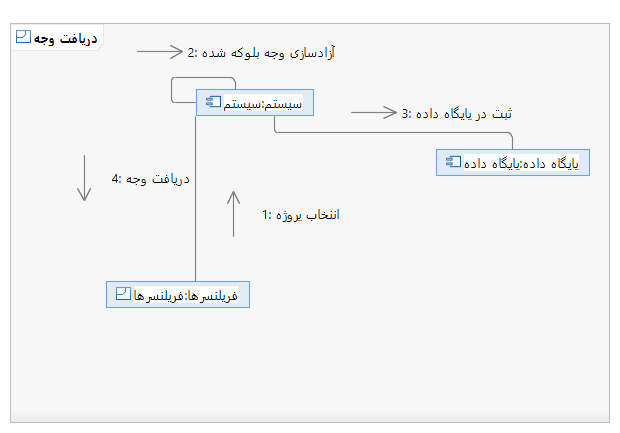 دریافت وجه
2: آزادسازی وجه بلوکه شده
سیستم:سیستم
3: ثبت در پایگاه داده
پایگاه داده:پایگاه داده
4: دریافت وجه
1: انتخاب پروژه
فریلنسرها:فریلنسرها